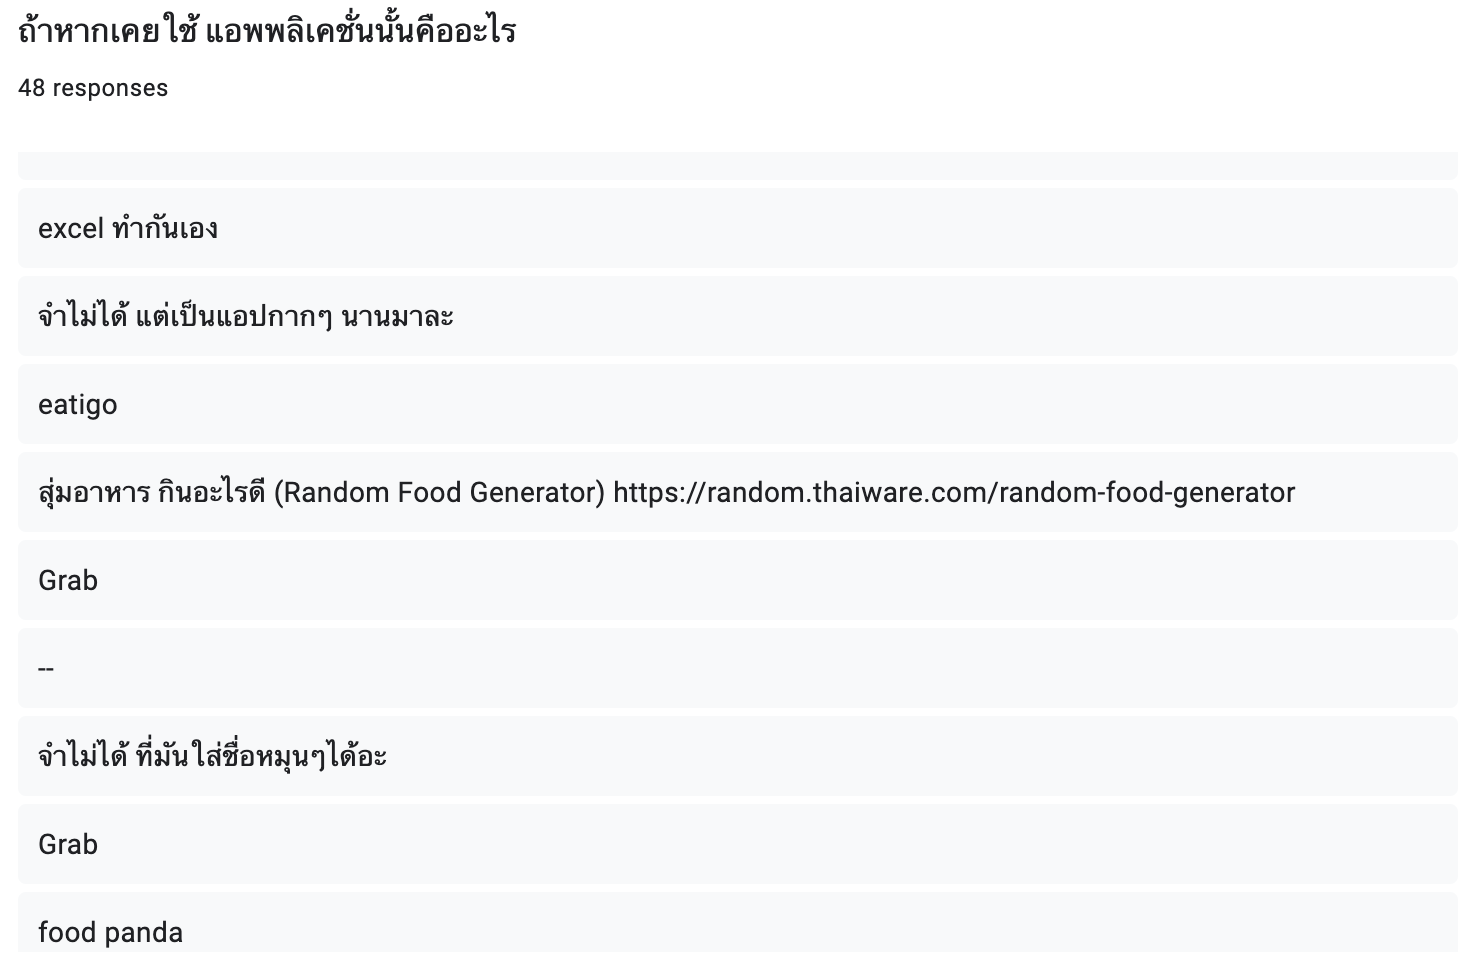 ถ้าหากเคยใช้ แอพพลิเคชั่นนั้นคืออะไร
48 responses
excel ทำกันเอง
จำไม่ได้ แต่เป็นแอปกากๆ นานมาละ
eatigo
สุ่มอาหาร กินอะไรดี (Random Food Generator) https://random.thaiware.com/random-food-generator
Grab
--
จำไม่ได้ ที่มันใส่ชื่อหมุนๆได้อะ
Grab
food panda